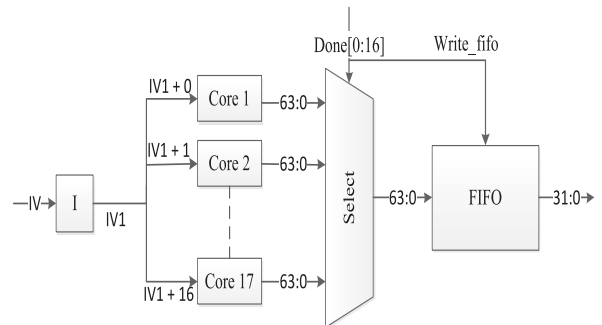 Done[0:16]
Write_fifo
IV1 + 0
Core 1
63:0
IV1 + 1
Core 2
63:0
IV
I
IV1
Select
63:0
FIFO
31:0
IV1 + 16
Core 17
63:0